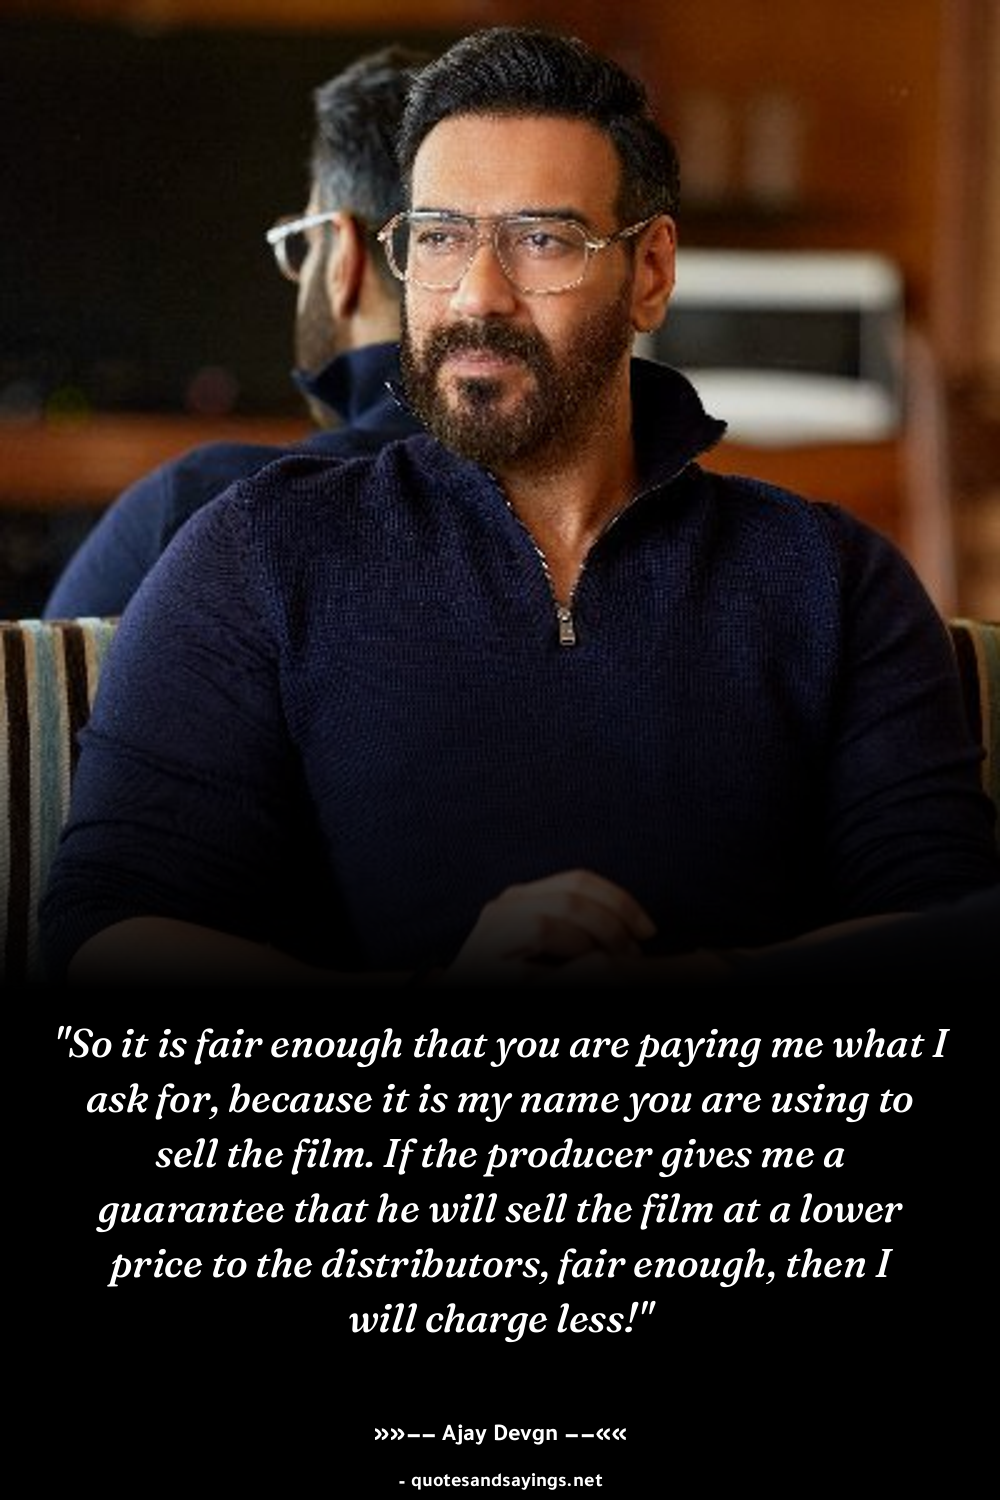 "So it is fair enough that you are paying me what I
ask for, because it is my name you are using to
sell the film. If the producer gives me a
guarantee that he will sell the film at a lower
price to the distributors, fair enough, then I
will charge less!"
»»–– Ajay Devgn ––««
- quotesandsayings.net